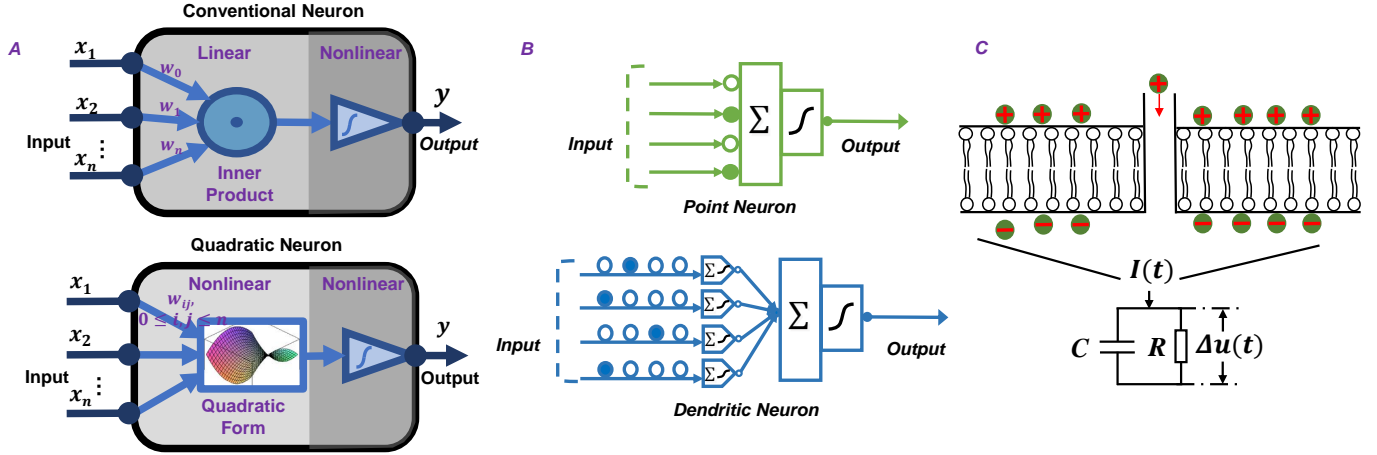 A
Conventional Neuron
x₁
Linear
Nonlinear
w₀
x₂
w₁
y
Input
⋮
wₙ
Output
xₙ
Inner
Product
Quadratic Neuron
x₁
Nonlinear
Nonlinear
wᵢⱼ,
0 ≤ i, j ≤ n
x₂
y
Input
⋮
Output
xₙ
Quadratic
Form
B
Input
Σ
Output
Point Neuron
Σ
Σ
Σ
Σ
Σ
Input
Output
Dendritic Neuron
C
I(t)
C
R
Δu(t)